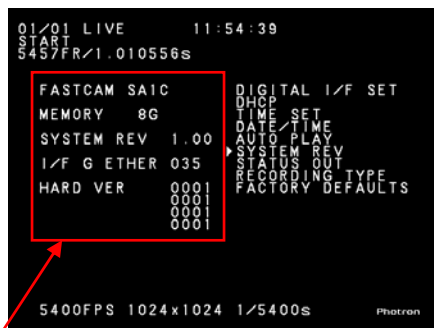 01/01 LIVE 11:54:39
START
5457FR/1.010556s
FASTCAM SA1C
MEMORY 8G
SYSTEM REV 1.00
I/F G ETHER 035
HARD VER 0001
0001
0001
0001
DIGITAL I/F SET
DHCP
TIME SET
DATE/TIME
AUTO PLAY
SYSTEM REV
STATUS OUT
RECORDING TYPE
FACTORY DEFAULTS
5400FPS 1024x1024 1/5400s Photron